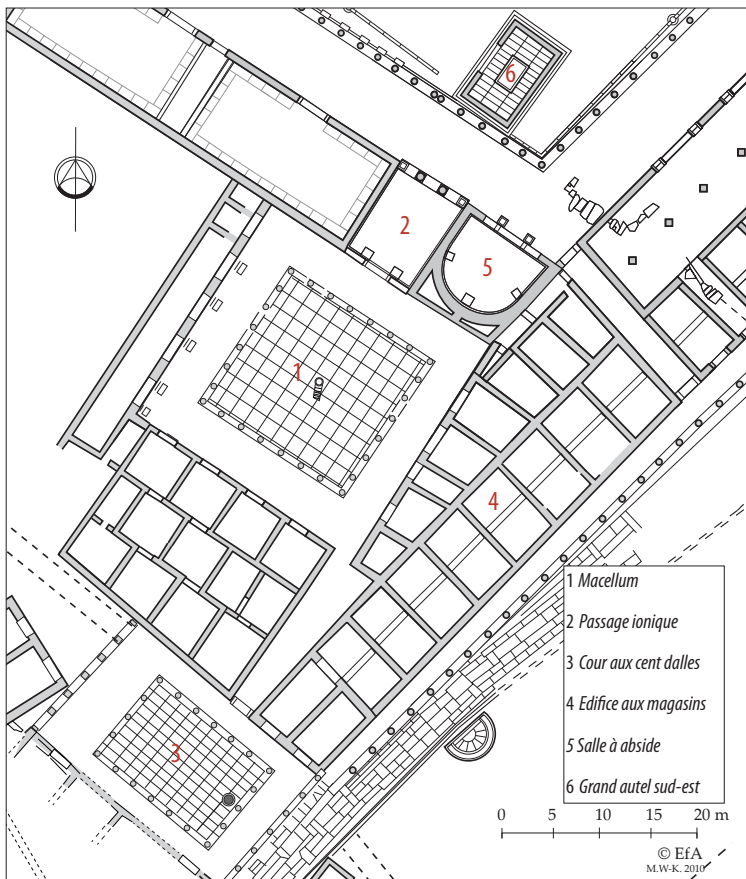 6
2
5
1
4
3
1 Macellum
2 Passage ionique
3 Cour aux cent dalles
4 Edifice aux magasins
5 Salle à abside
6 Grand autel sud-est
0 5 10 15 20 m
© EfA
M.W-K. 2010